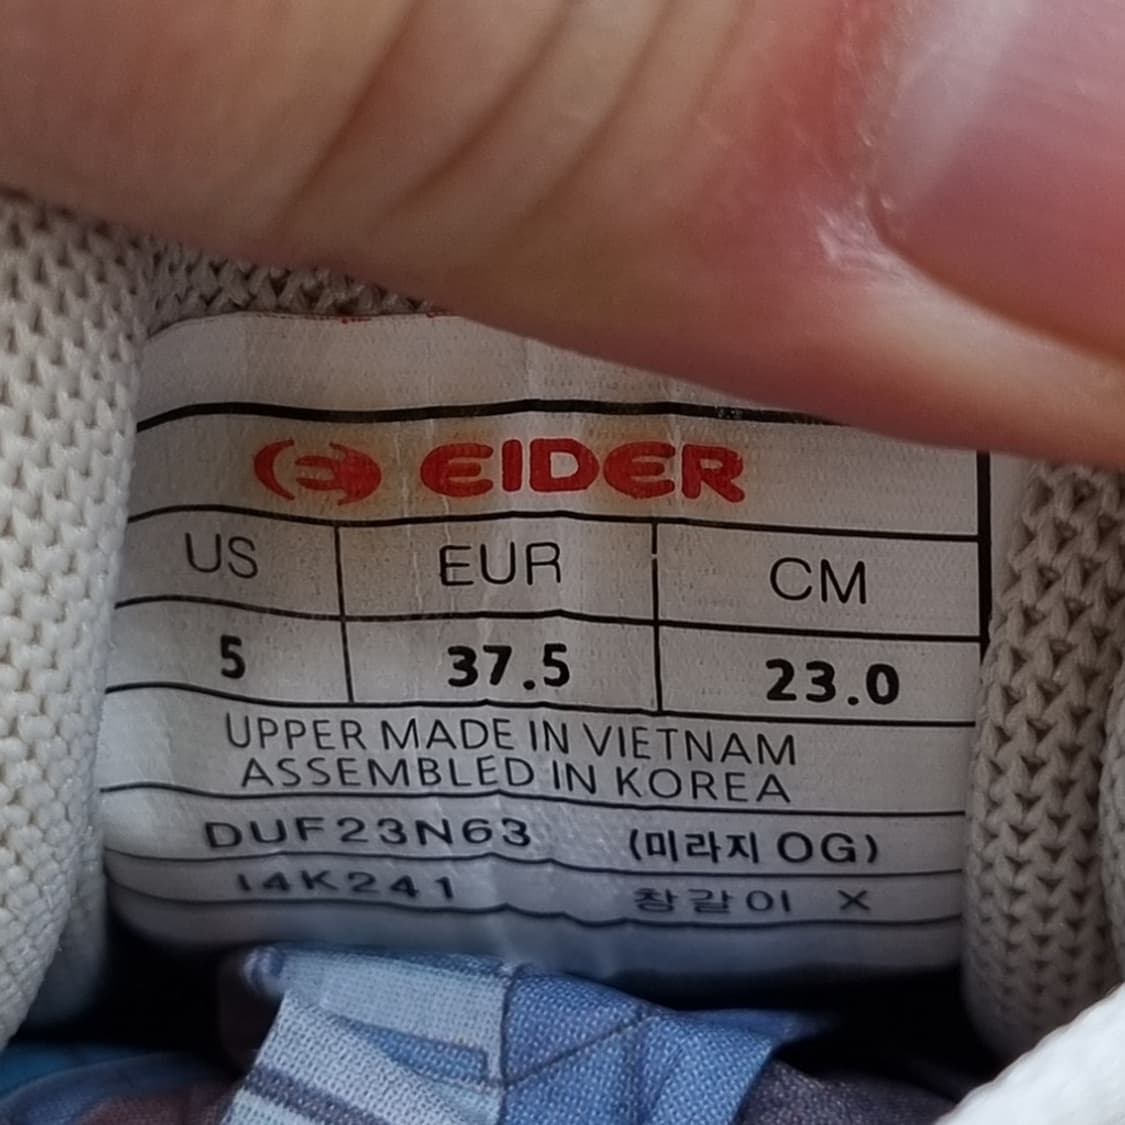 EIDER
US EUR CM
5 37.5 23.0
UPPER MADE IN VIETNAM
ASSEMBLED IN KOREA
DUF23N63 (미라지 OG)
14K241 창갈이 X